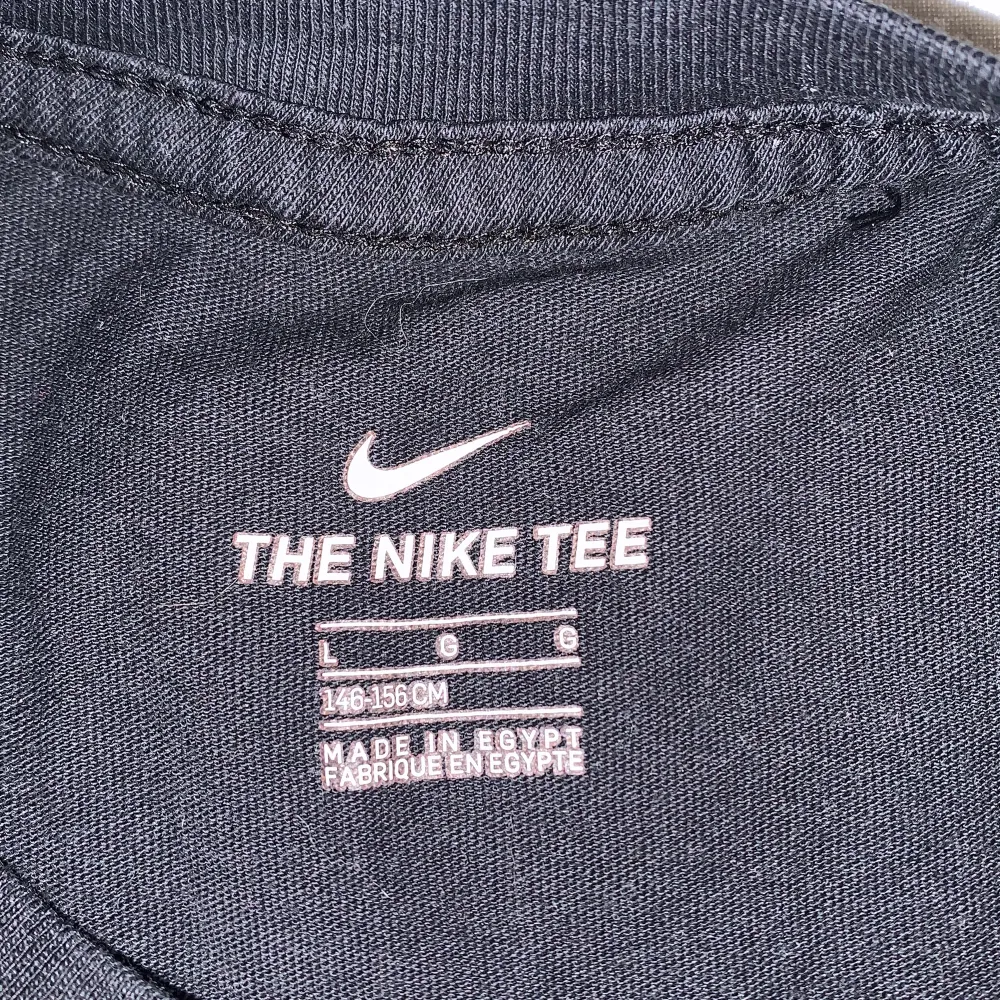 THE NIKE TEE
L G G
146-156 CM
MADE IN EGYPT
FABRIQUE EN EGYPTE